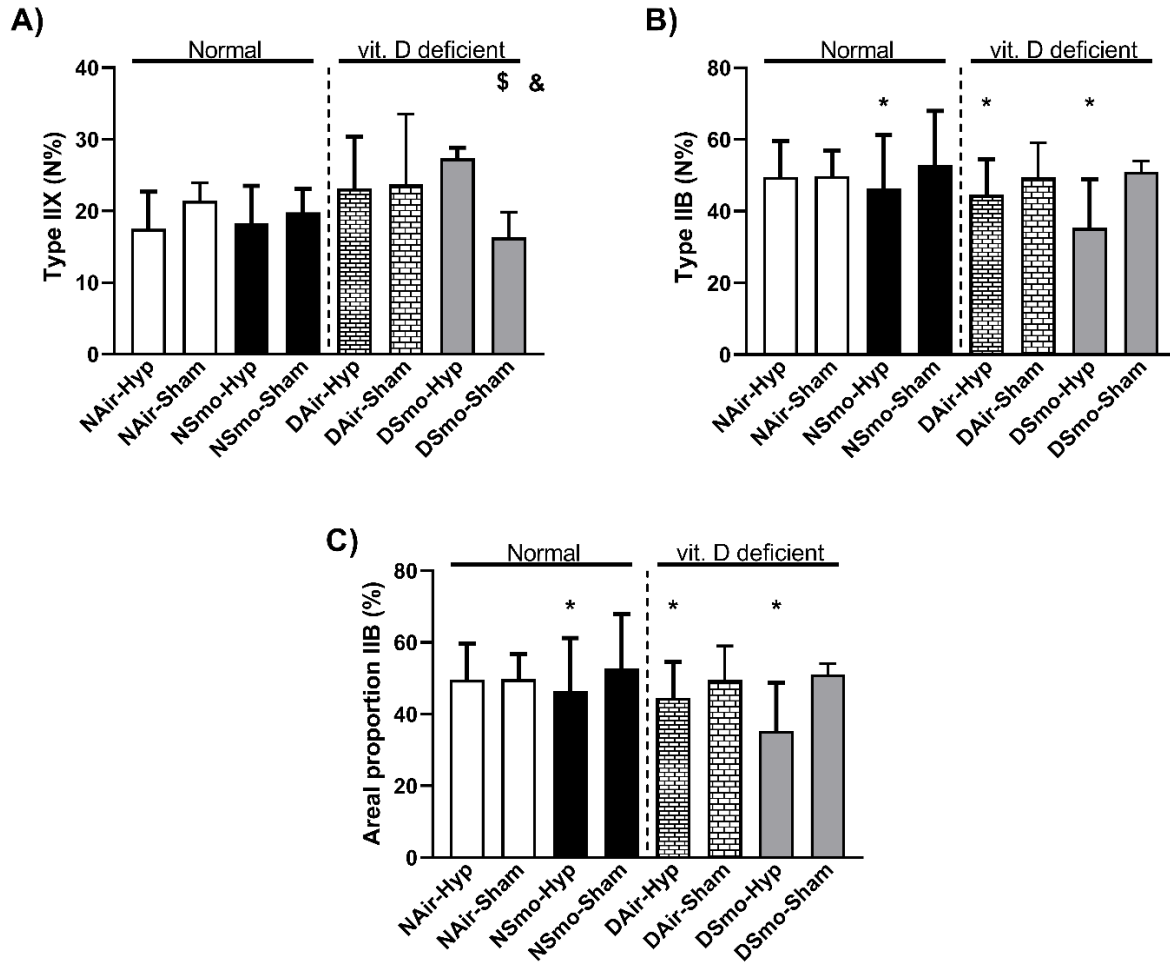 A)
Normal
vit. D deficient
$ &
Type IIX (N%)
40
30
20
10
0
NAir-Hyp
NAir-Sham
NSmo-Hyp
NSmo-Sham
DAir-Hyp
DAir-Sham
DSmo-Hyp
DSmo-Sham
B)
Normal
vit. D deficient
* * *
Type IIB (N%)
80
60
40
20
0
NAir-Hyp
NAir-Sham
NSmo-Hyp
NSmo-Sham
DAir-Hyp
DAir-Sham
DSmo-Hyp
DSmo-Sham
C)
Normal
vit. D deficient
* * *
Areal proportion IIB (%)
80
60
40
20
0
NAir-Hyp
NAir-Sham
NSmo-Hyp
NSmo-Sham
DAir-Hyp
DAir-Sham
DSmo-Hyp
DSmo-Sham